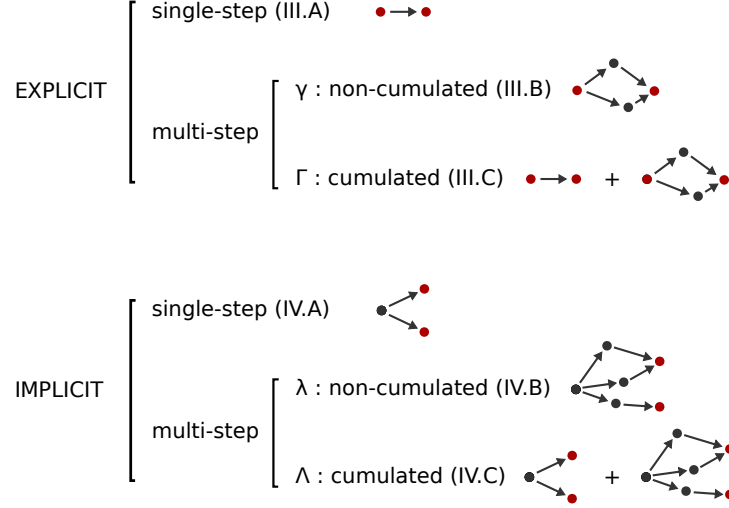 single-step (III.A)
EXPLICIT
γ : non-cumulated (III.B)
multi-step
Γ : cumulated (III.C)
+
single-step (IV.A)
IMPLICIT
λ : non-cumulated (IV.B)
multi-step
Λ : cumulated (IV.C)
+